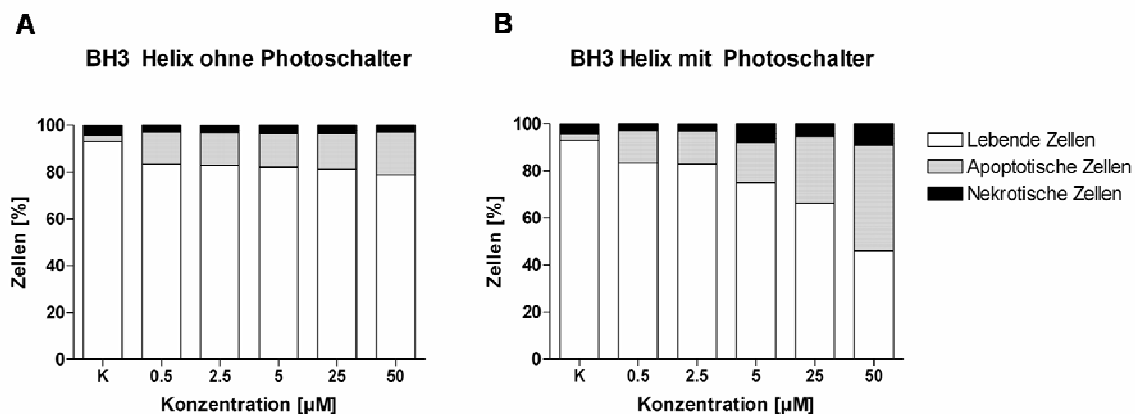 A
BH3 Helix ohne Photoschalter
Zellen [%]
100
80
60
40
20
0
K 0.5 2.5 5 25 50
Konzentration [µM]
B
BH3 Helix mit Photoschalter
Zellen [%]
100
80
60
40
20
0
K 0.5 2.5 5 25 50
Konzentration [µM]
Lebende Zellen
Apoptotische Zellen
Nekrotische Zellen